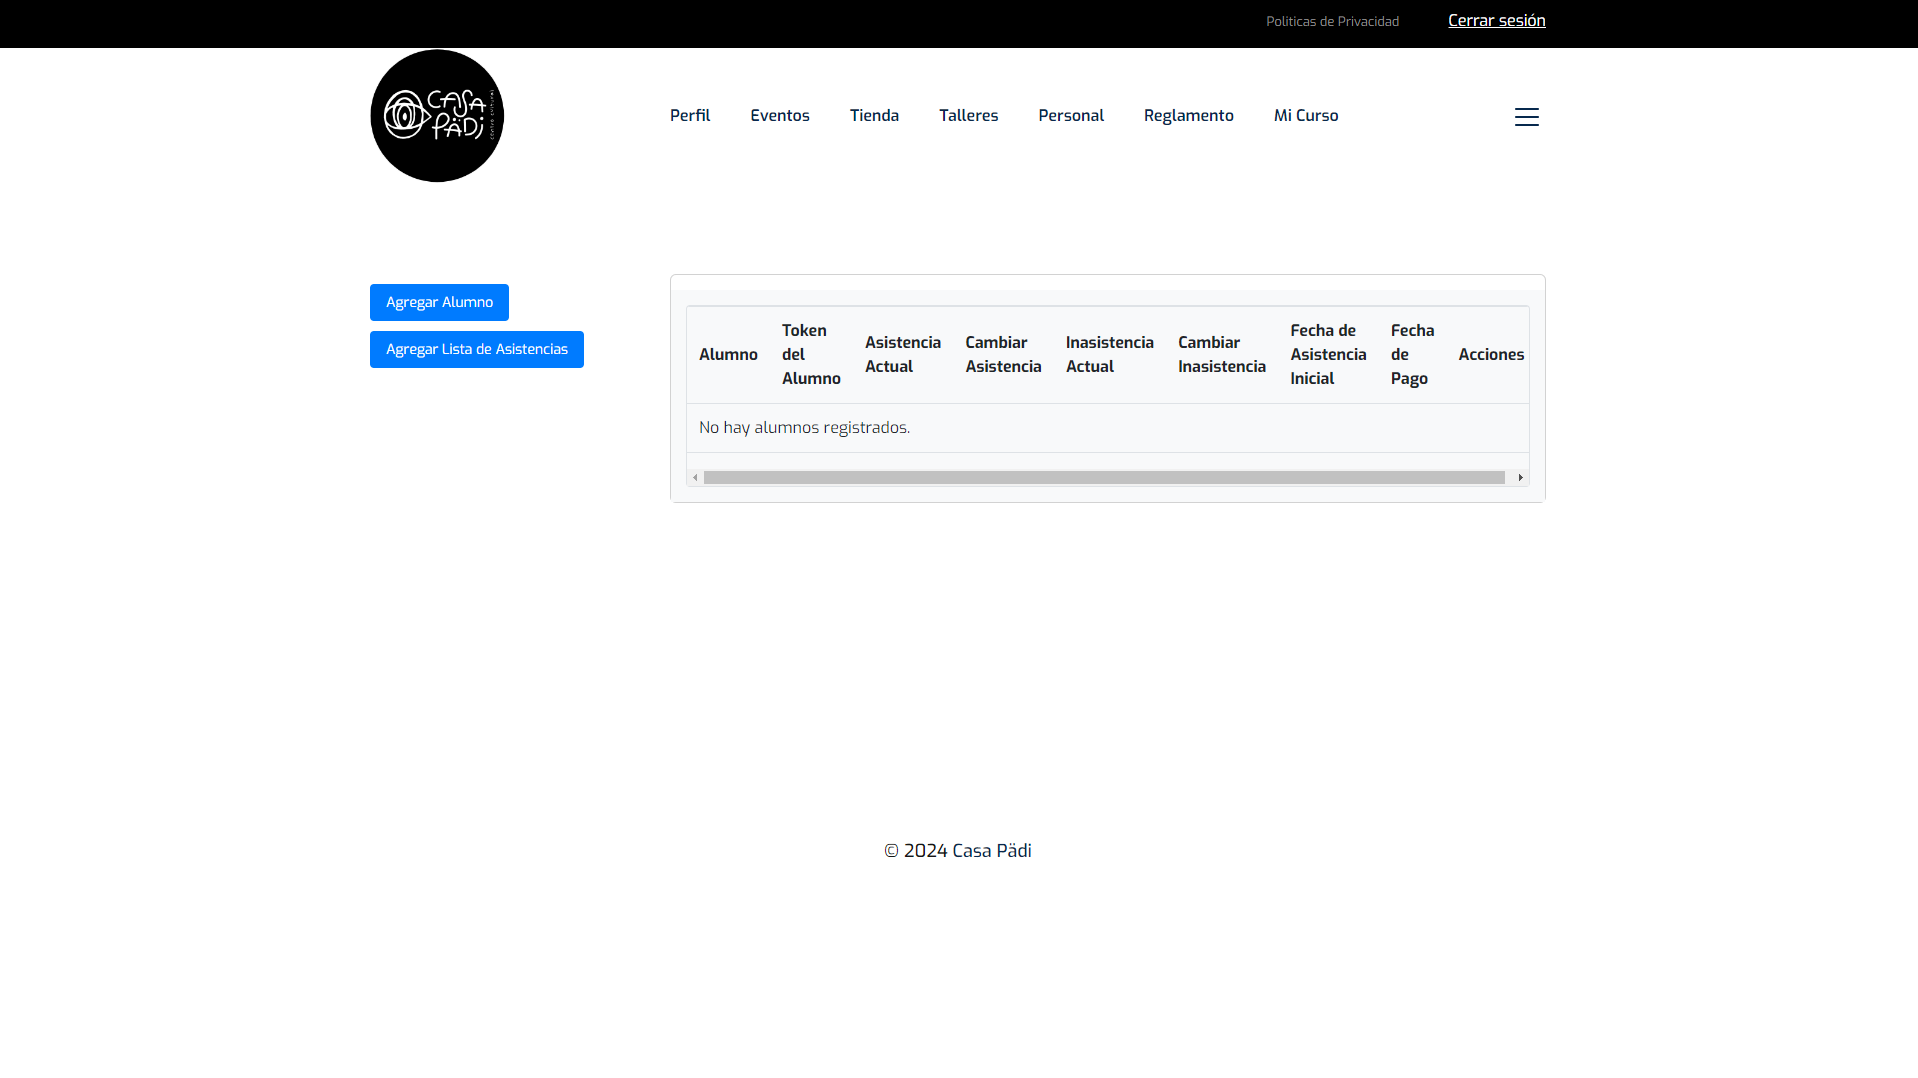 Politicas de Privacidad
Cerrar sesión
CASA
PÄDi
centro cultural
Perfil
Eventos
Tienda
Talleres
Personal
Reglamento
Mi Curso
Agregar Alumno
Agregar Lista de Asistencias
Alumno
Token
del
Alumno
Asistencia
Actual
Cambiar
Asistencia
Inasistencia
Actual
Cambiar
Inasistencia
Fecha de
Asistencia
Inicial
Fecha
de
Pago
Acciones
No hay alumnos registrados.
© 2024 Casa Pädi